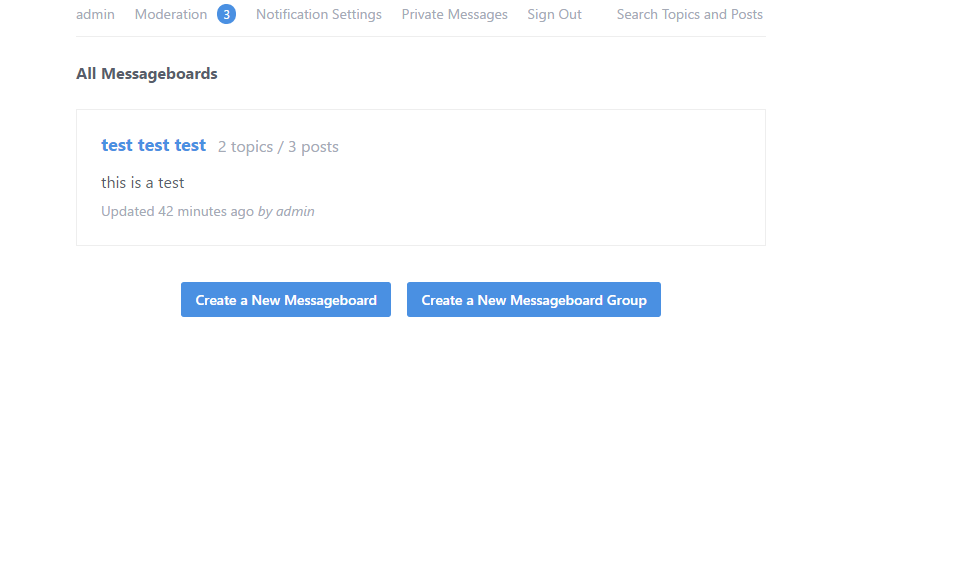 admin Moderation 3 Notification Settings Private Messages Sign Out Search Topics and Posts
All Messageboards
test test test 2 topics / 3 posts
this is a test
Updated 42 minutes ago by admin
Create a New Messageboard Create a New Messageboard Group